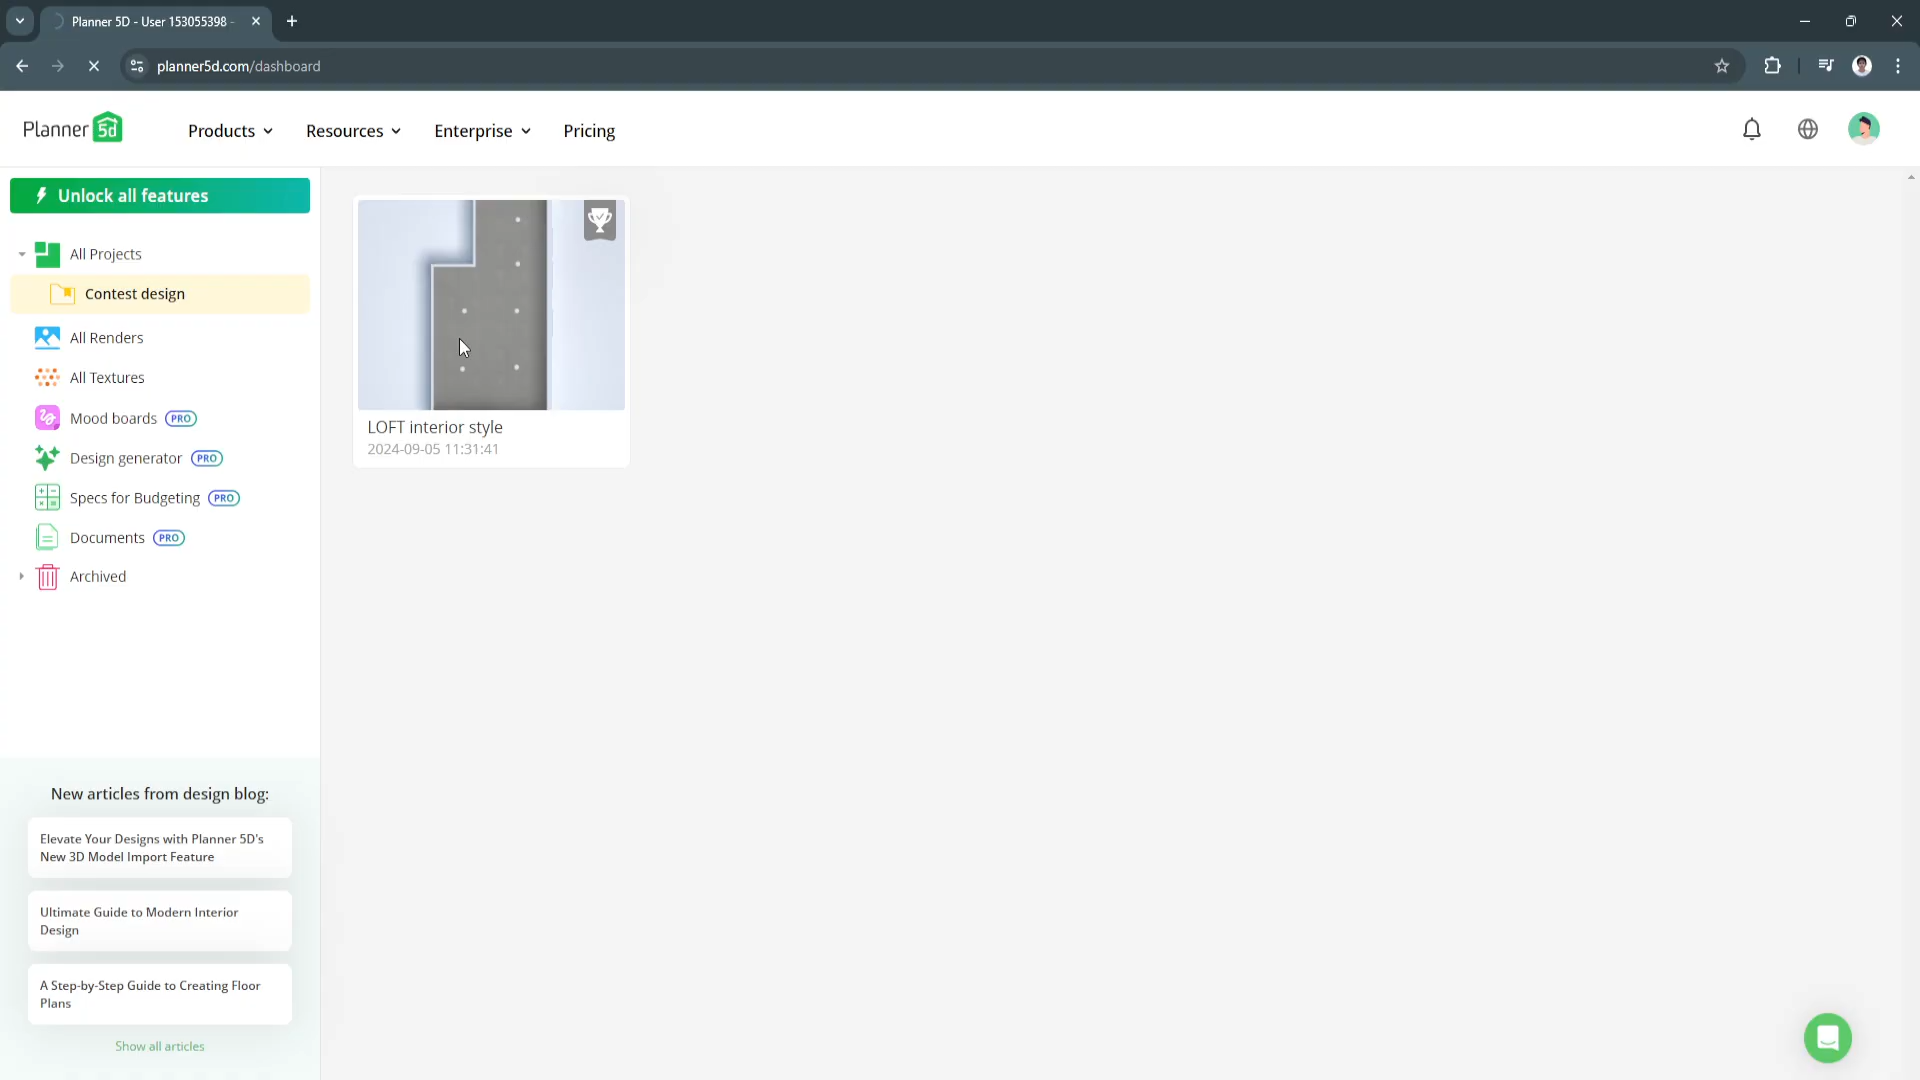 Planner 5D - User 153055398 -
planner5d.com/dashboard
Planner 5d
Products
Resources
Enterprise
Pricing
Unlock all features
All Projects
Contest design
All Renders
All Textures
Mood boards PRO
Design generator PRO
Specs for Budgeting PRO
Documents PRO
Archived
LOFT interior style
2024-09-05 11:31:41
New articles from design blog:
Elevate Your Designs with Planner 5D's
New 3D Model Import Feature
Ultimate Guide to Modern Interior
Design
A Step-by-Step Guide to Creating Floor
Plans
Show all articles